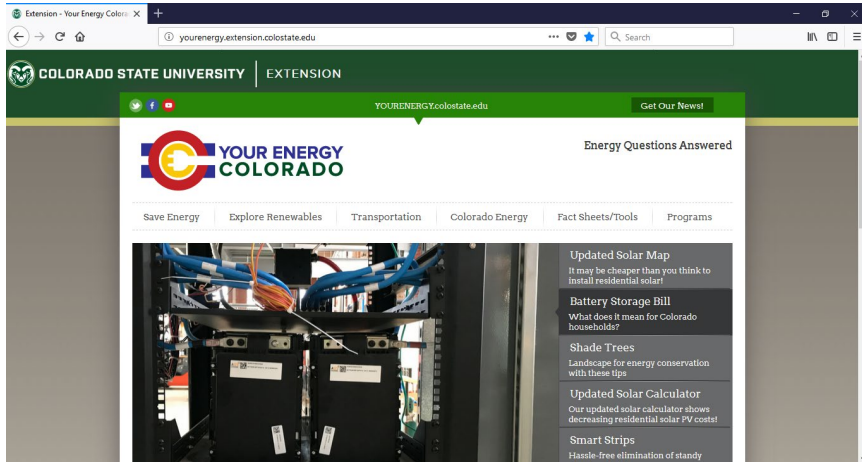 Extension - Your Energy Colora
yourenergy.extension.colostate.edu
Search
COLORADO STATE UNIVERSITY EXTENSION
YOURENERGY.colostate.edu
Get Our News!
YOUR ENERGY
COLORADO
Energy Questions Answered
Save Energy Explore Renewables Transportation Colorado Energy Fact Sheets/Tools Programs
Updated Solar Map
It may be cheaper than you think to
install residential solar!
Battery Storage Bill
What does it mean for Colorado
households?
Shade Trees
Landscape for energy conservation
with these tips
Updated Solar Calculator
Our updated solar calculator shows
decreasing residential solar PV costs!
Smart Strips
Hassle-free elimination of standy